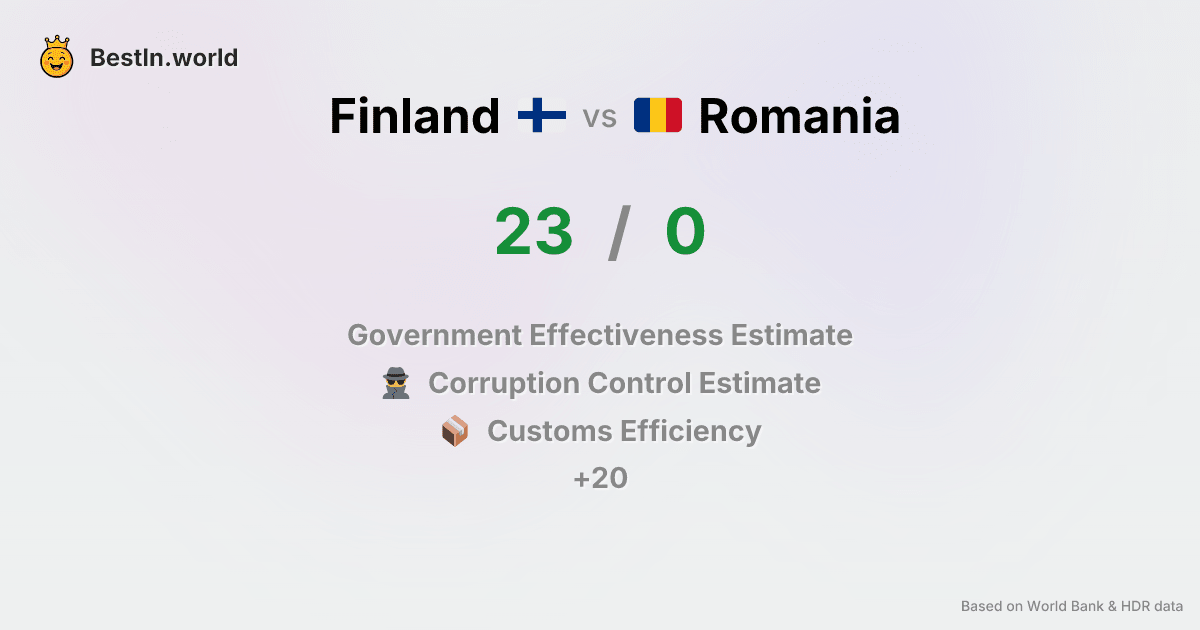 BestIn.world
Finland vs Romania
23 / 0
Government Effectiveness Estimate
Corruption Control Estimate
Customs Efficiency
+20
Based on World Bank & HDR data